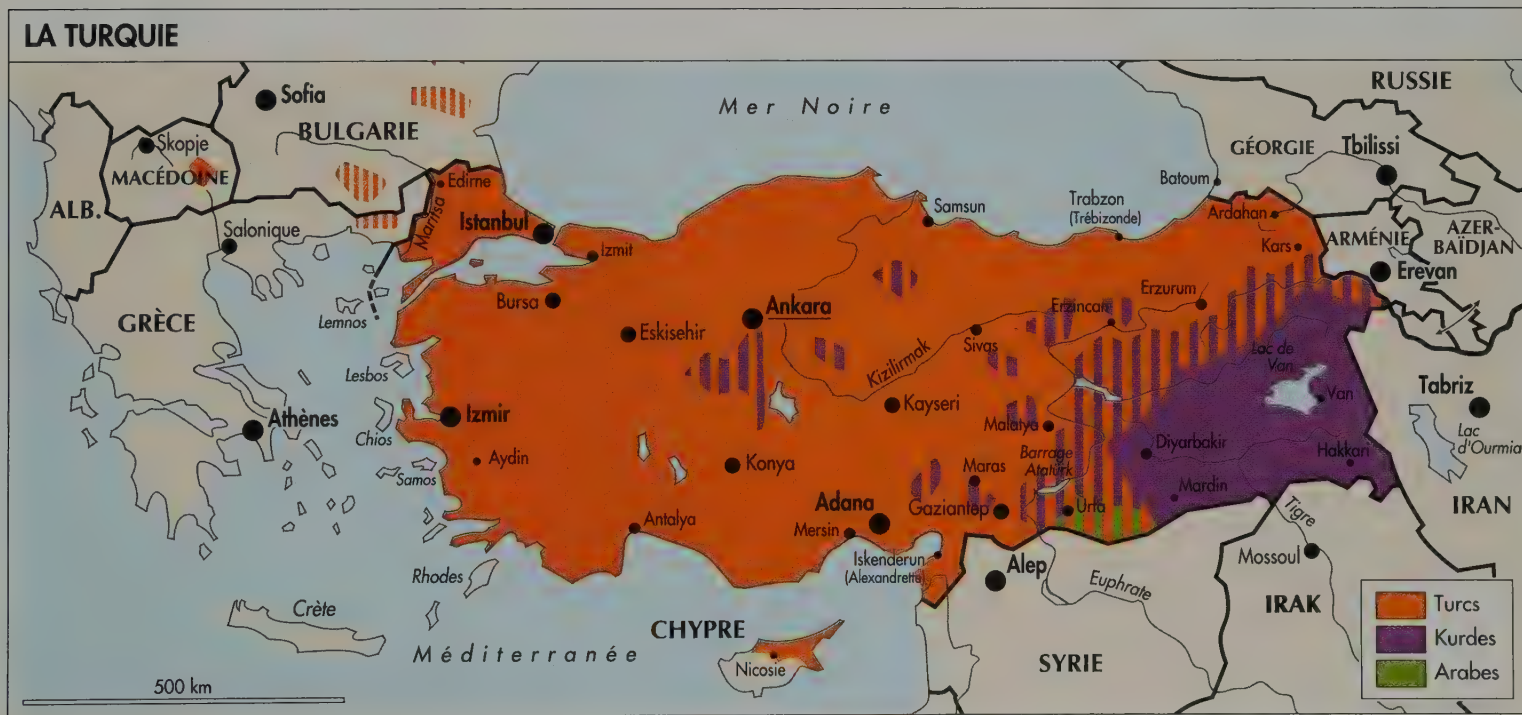 LA TURQUIE
Sofia
Mer Noire
RUSSIE
BULGARIE
Skopje
GÉORGIE
Tbilissi
MACÉDOINE
Edirne
Batoum
ALB.
Maritsa
Istanbul
Samsun
Trabzon
(Trébizonde)
Ardahan
Salonique
Izmit
Kars
ARMÉNIE
AZER-
BAÏDJAN
Erevan
Bursa
Ankara
Erzincan
Erzurum
Lemnos
GRÈCE
Eskisehir
Sivas
Kizilirmak
Lac de
Van
Lesbos
Van
Tabriz
Athènes
Izmir
Kayseri
Chios
Malatya
Diyarbakir
Hakkari
Lac
d'Ourmia
Aydin
Konya
Maras
Barrage
Atatürk
Samos
Mardin
Adana
Gaziantep
Urfa
Tigre
IRAN
Antalya
Mersin
Iskenderun
(Alexandrette)
Alep
Mossoul
Rhodes
Euphrate
Crète
CHYPRE
IRAK
Turcs
Méditerranée
Nicosie
SYRIE
Kurdes
Arabes
500 km